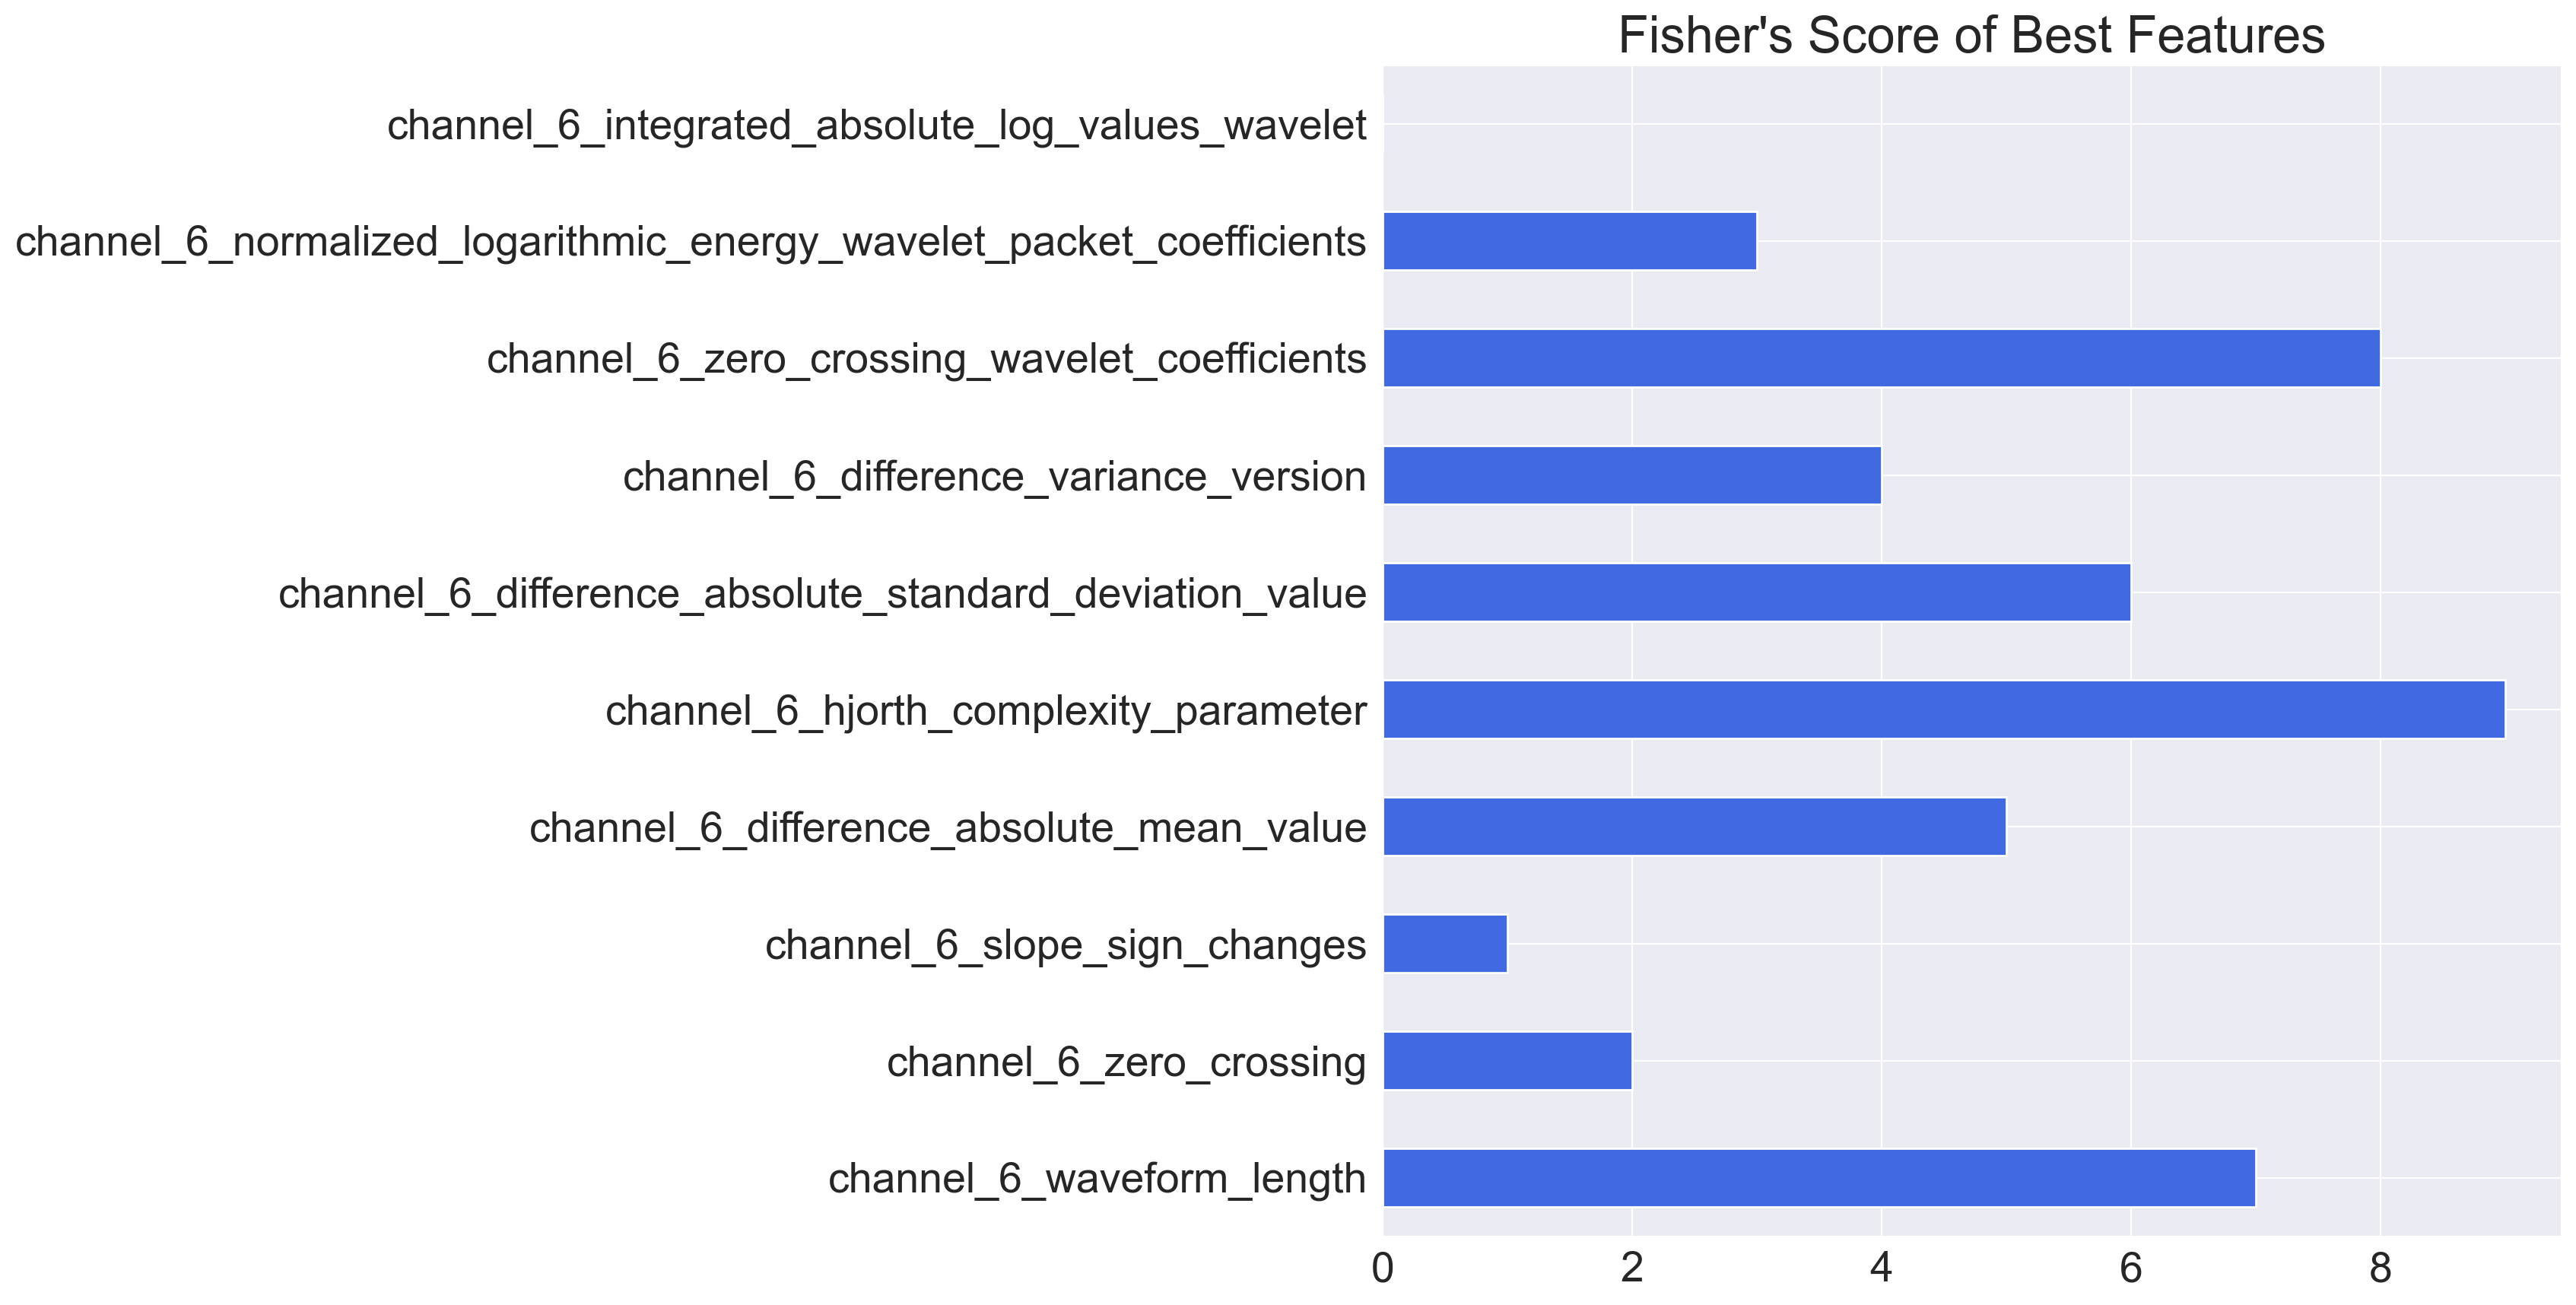 Fisher's Score of Best Features
channel_6_integrated_absolute_log_values_wavelet
channel_6_normalized_logarithmic_energy_wavelet_packet_coefficients
channel_6_zero_crossing_wavelet_coefficients
channel_6_difference_variance_version
channel_6_difference_absolute_standard_deviation_value
channel_6_hjorth_complexity_parameter
channel_6_difference_absolute_mean_value
channel_6_slope_sign_changes
channel_6_zero_crossing
channel_6_waveform_length
0 2 4 6 8